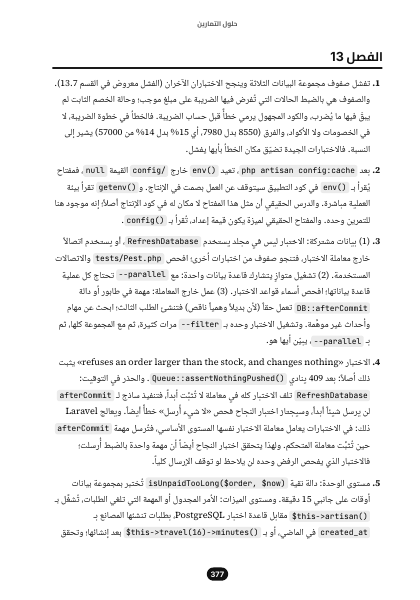 حلول التمارين
الفصل 13
1. تفشل صفوف مجموعة البيانات الثلاثة وينجح الاختباران الآخران (الفشل معروض في القسم 13.7).
والصفوف هي بالضبط الحالات التي تُفرض فيها الضريبة على مبلغ موجب؛ وحالة الخصم الثابت لم
يبقَ فيها ما يُضرب، والكود المجهول يرمي خطأً قبل حساب الضريبة. فالخطأ في خطوة الضريبة، لا
في الخصومات ولا الأكواد، والفرق (8550 بدل 7980، أي 15% بدل 14% من 57000) يشير إلى
النسبة. فالاختبارات الجيدة تضيّق مكان الخطأ بأيها يفشل.
2. بعد php artisan config:cache، تعيد env() خارج config/ القيمة null، فمفتاح
يُقرأ بـ env() في كود التطبيق سيتوقف عن العمل بصمت في الإنتاج. و getenv() تقرأ بيئة
العملية مباشرة. والدرس الحقيقي أن مثل هذا المفتاح لا مكان له في كود الإنتاج أصلاً؛ إنه موجود هنا
للتمرين وحده. والمفتاح الحقيقي لميزة يكون قيمة إعداد، تُقرأ بـ config().
3. (1) بيانات مشتركة: الاختبار ليس في مجلد يستخدم RefreshDatabase، أو يستخدم اتصالاً
خارج معاملة الاختبار، فتنجو صفوف من اختبارات أخرى؛ افحص tests/Pest.php والاتصالات
المستخدمة. (2) تشغيل متوازٍ يتشارك قاعدة بيانات واحدة: مع --parallel تحتاج كل عملية
قاعدة بياناتها؛ افحص أسماء قواعد الاختبار. (3) عمل خارج المعاملة: مهمة في طابور أو دالة
DB::afterCommit تعمل حقاً (لأن بديلاً وهمياً ناقص) فتنشئ الطلب الثالث؛ ابحث عن مهام
وأحداث غير موهَّمة. وتشغيل الاختبار وحده بـ --filter مرات كثيرة، ثم مع المجموعة كلها، ثم
بـ --parallel، يبيّن أيها هو.
4. الاختبار «refuses an order larger than the stock, and changes nothing» يثبت
ذلك أصلاً: بعد 409 ينادي Queue::assertNothingPushed(). والحذر في التوقيت:
RefreshDatabase تلف الاختبار كله في معاملة لا تُثبَّت أبداً، فتنفيذ ساذج لـ afterCommit
لن يرسل شيئاً أبداً، وسيجتاز اختبار النجاح فحص «لا شيء أُرسل» خطأً أيضاً. ويعالج Laravel
ذلك: في الاختبارات يعامل معاملة الاختبار نفسها المستوى الأساسي، فتُرسل مهمة afterCommit
حين تُثبَّت معاملة المتحكم. ولهذا يتحقق اختبار النجاح أيضاً أن مهمة واحدة بالضبط أُرسلت؛
فالاختبار الذي يفحص الرفض وحده لن يلاحظ لو توقف الإرسال كلياً.
5. مستوى الوحدة: دالة نقية isUnpaidTooLong($order, $now) تُختبر بمجموعة بيانات
أوقات على جانبي 15 دقيقة. ومستوى الميزات: الأمر المجدول أو المهمة التي تلغي الطلبات، تُشغَّل بـ
$this->artisan() مقابل قاعدة اختبار PostgreSQL، بطلبات تنشئها المصانع بـ
created_at في الماضي، أو بـ $this->travel(16)->minutes() بعد إنشائها؛ وتحقق
377